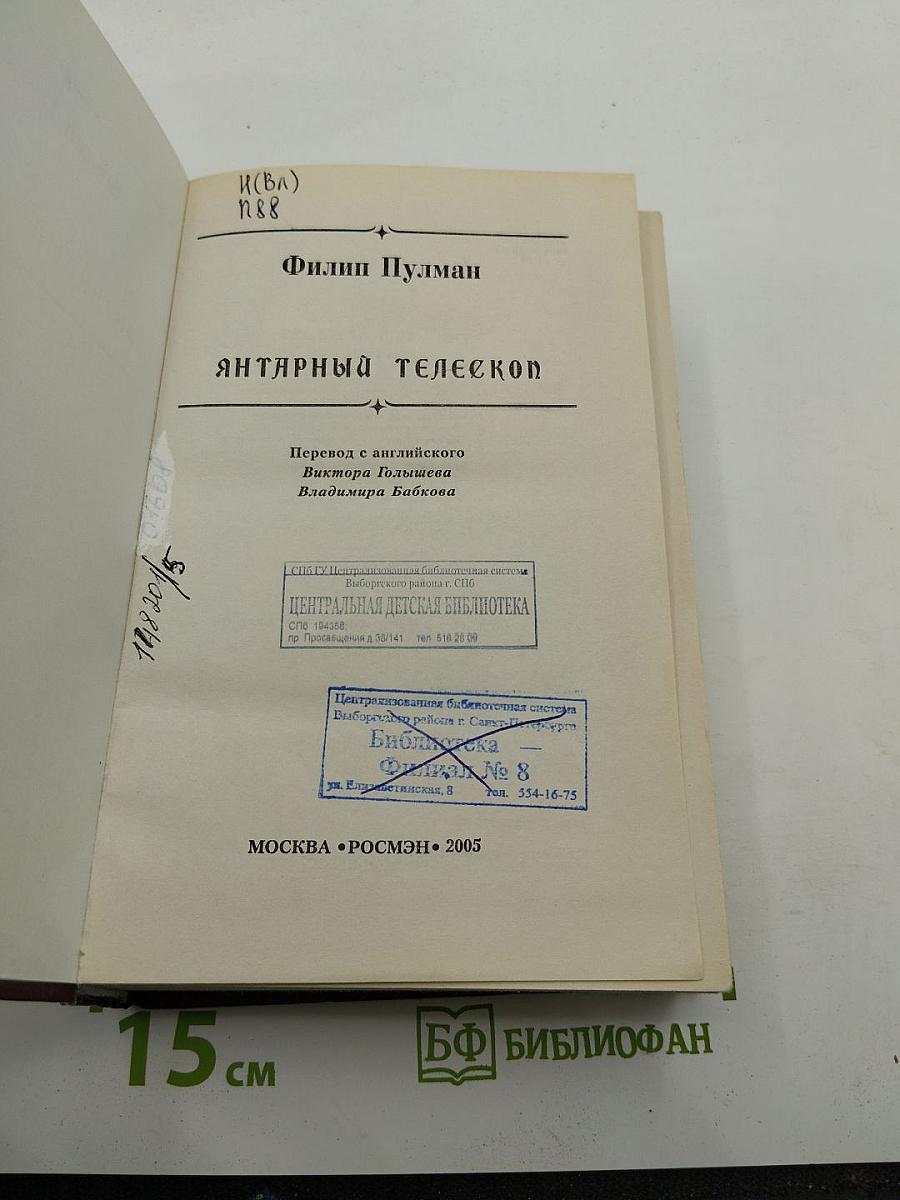 И(Вл)
П88
Филип Пулман
ЯНТАРНЫЙ ТЕЛЕСКОП
Перевод с английского
Виктора Голышева
Владимира Бабкова
СПб ГУ Централизованная библиотечная система
Выборгского района г. СПб
ЦЕНТРАЛЬНАЯ ДЕТСКАЯ БИБЛИОТЕКА
СПб 194358,
пр. Просвещения д 36/141 тел 516 26 09
Централизованная библиотечная система
Выборгского района г. Санкт-Петербурга
Библиотека —
Филиал № 8
ул. Елизаветинская, 8 тел. 554-16-75
МОСКВА •РОСМЭН• 2005
15 см
БФ БИБЛИОФАН